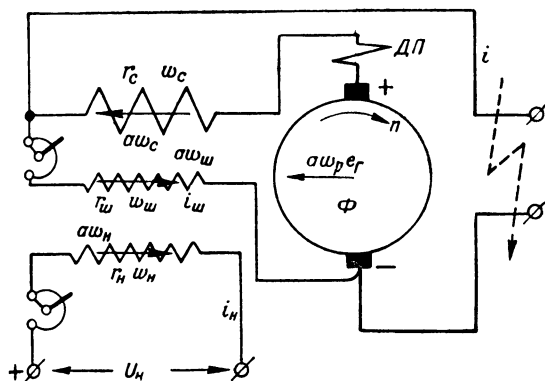 ДП
i
r_c w_c
+
n
aw_c
aw_ш
aw_p e_г
r_ш w_ш i_ш
Φ
aw_н
r_н w_н
−
i_н
+ U_н −